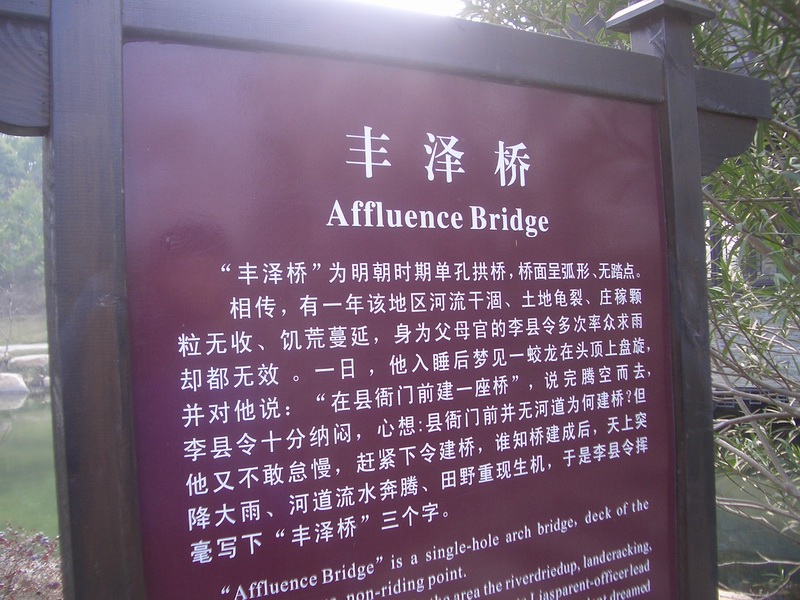 丰泽桥
Affluence Bridge
“丰泽桥”为明朝时期单孔拱桥，桥面呈弧形、无踏点。
相传，有一年该地区河流干涸、土地龟裂、庄稼颗
粒无收、饥荒蔓延，身为父母官的李县令多次率众求雨
却都无效 。一日 ，他入睡后梦见一蛟龙在头顶上盘旋，
并对他说：“在县衙门前建一座桥”，说完腾空而去，
李县令十分纳闷，心想:县衙门前并无河道为何建桥?但
他又不敢怠慢，赶紧下令建桥，谁知桥建成后，天上突
降大雨、河道流水奔腾、田野重现生机，于是李县令挥
毫写下“丰泽桥”三个字。
“Affluence Bridge” is a single-hole arch bridge, deck of the
non-riding point.
the area the riverdriedup, landcracking,
Liasparent-officer lead
dreamed